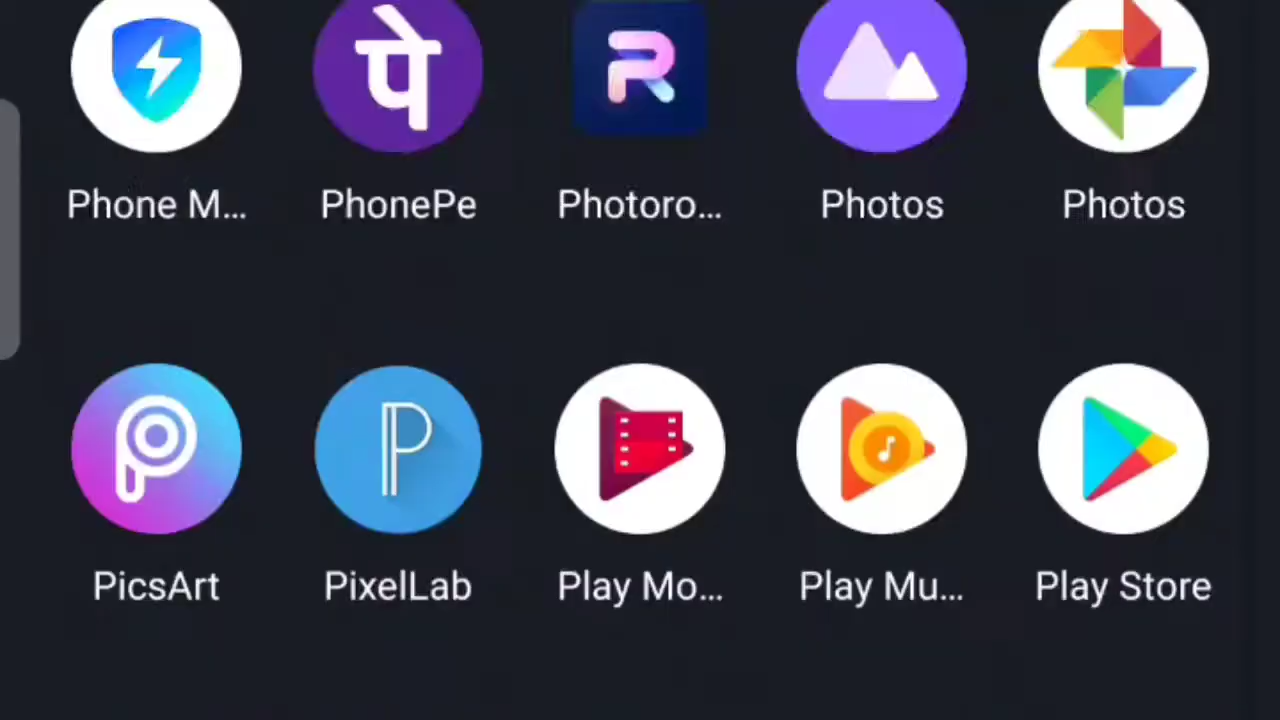 पे
Phone M...
PhonePe
Photoro...
Photos
Photos
PicsArt
PixelLab
Play Mo...
Play Mu...
Play Store